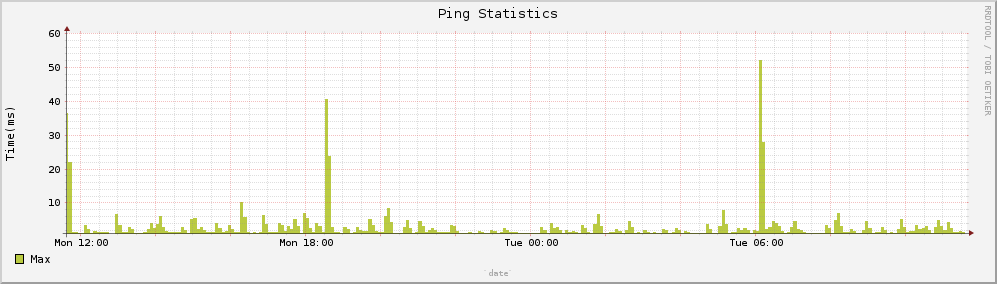 Ping Statistics
RRDTOOL / TOBI OETIKER
Time(ms)
60
50
40
30
20
10
Mon 12:00 Mon 18:00 Tue 00:00 Tue 06:00
Max
`date`